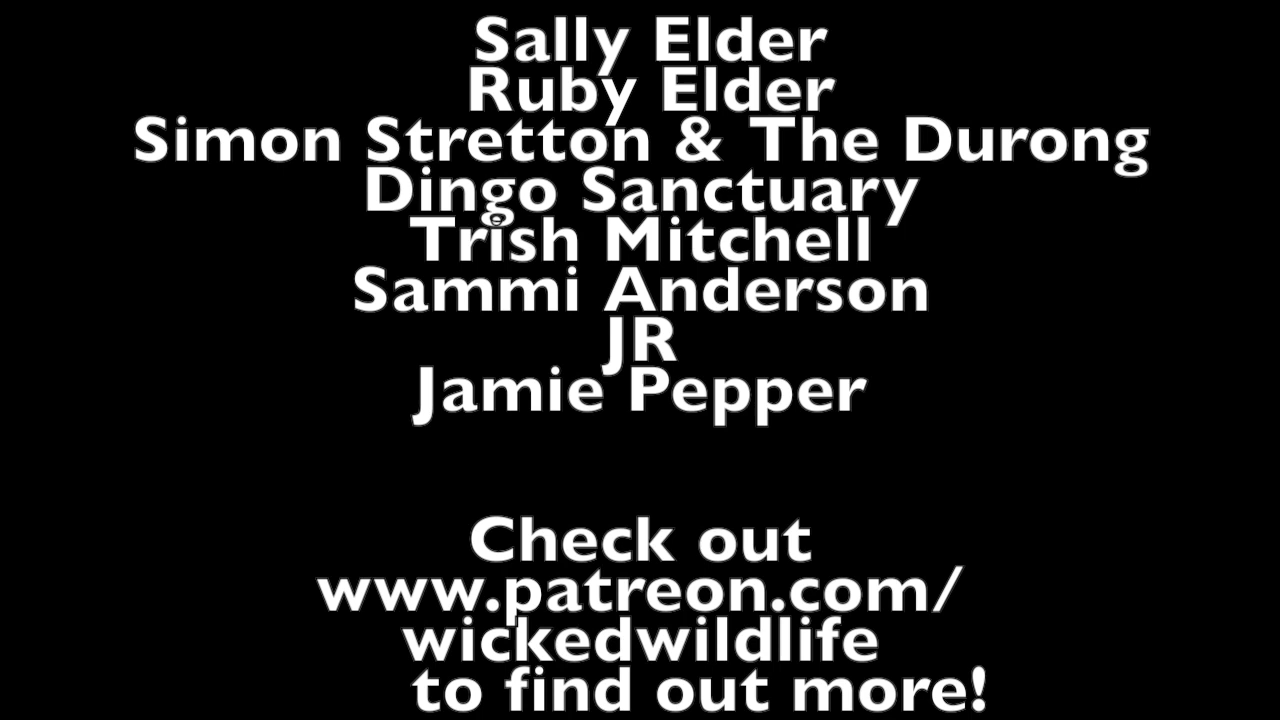 Sally Elder
Ruby Elder
Simon Stretton & The Durong
Dingo Sanctuary
Trish Mitchell
Sammi Anderson
JR
Jamie Pepper
Check out
www.patreon.com/
wickedwildlife
to find out more!